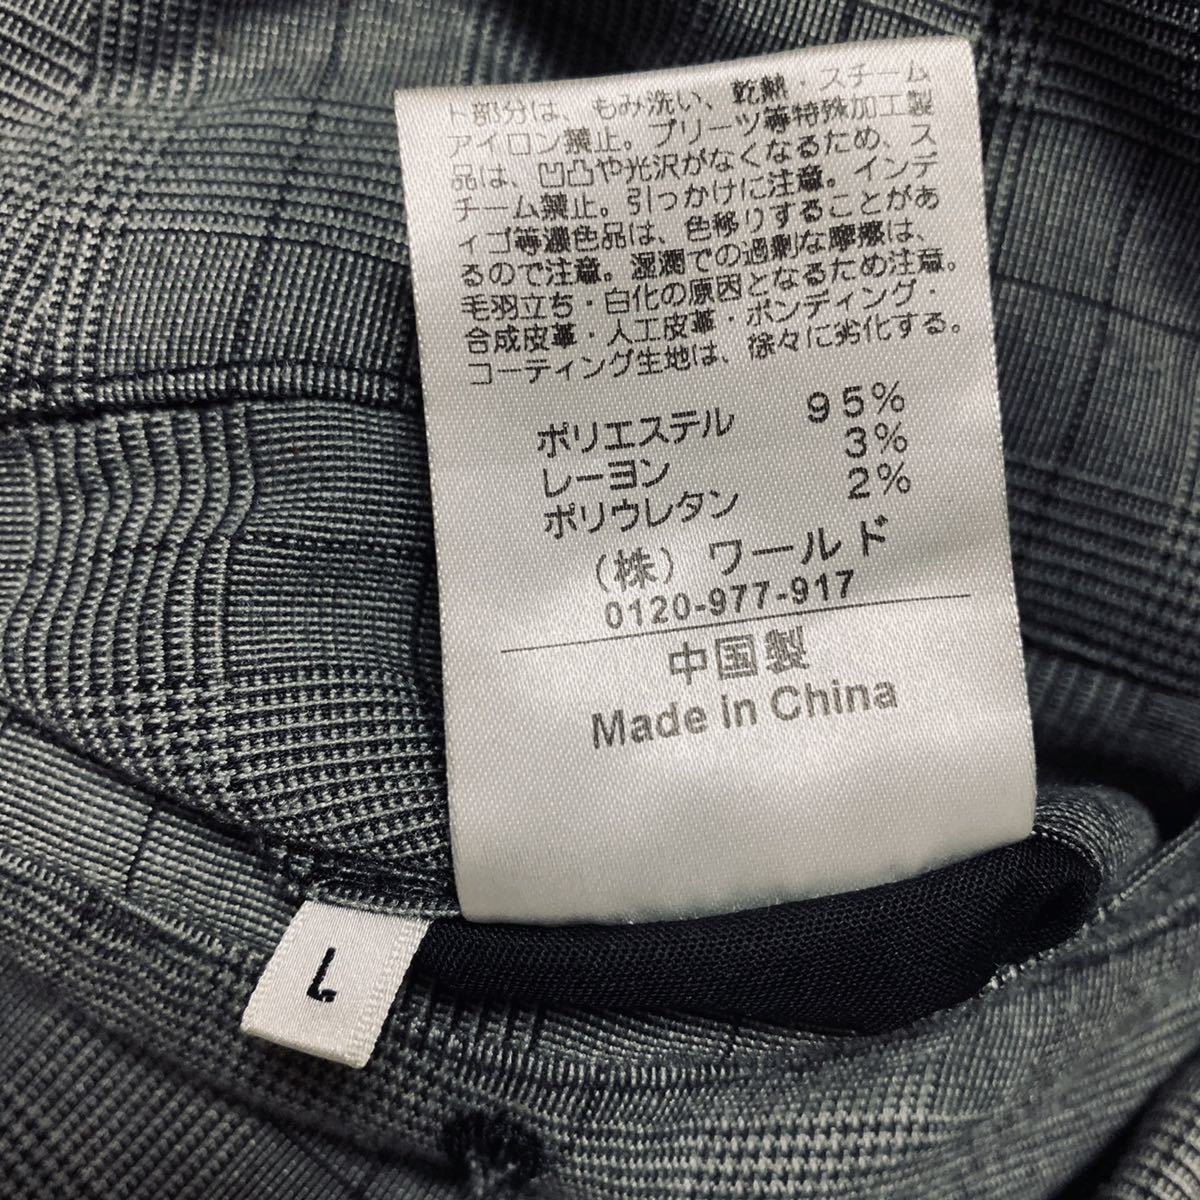 ト部分は、もみ洗い、乾熱・スチーム
アイロン禁止。プリーツ等特殊加工製
品は、凹凸や光沢がなくなるため、ス
チーム禁止。引っかけに注意。インデ
ィゴ等濃色品は、色移りすることがあ
るので注意。湿潤での過剰な摩擦は、
毛羽立ち・白化の原因となるため注意。
合成皮革・人工皮革・ボンディング・
コーティング生地は、徐々に劣化する。
ポリエステル 95%
レーヨン 3%
ポリウレタン 2%
(株) ワールド
0120-977-917
中国製
Made in China
L